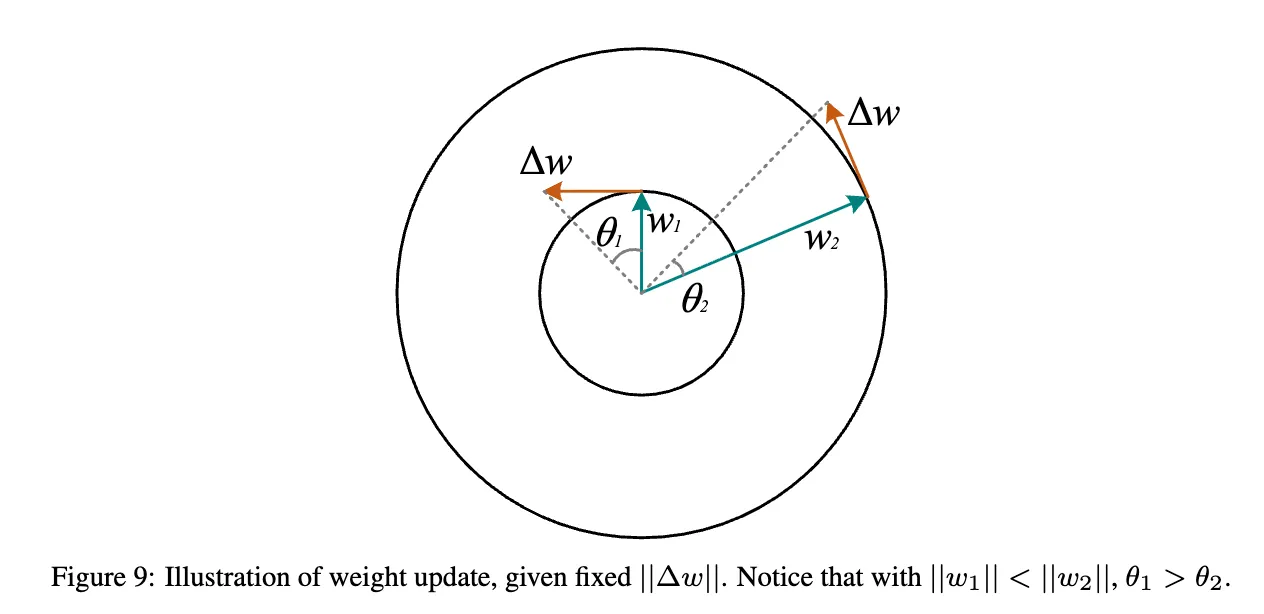 Δw
Δw
w₁
θ₁
w₂
θ₂
Figure 9: Illustration of weight update, given fixed ||Δw||. Notice that with ||w₁|| < ||w₂||, θ₁ > θ₂.